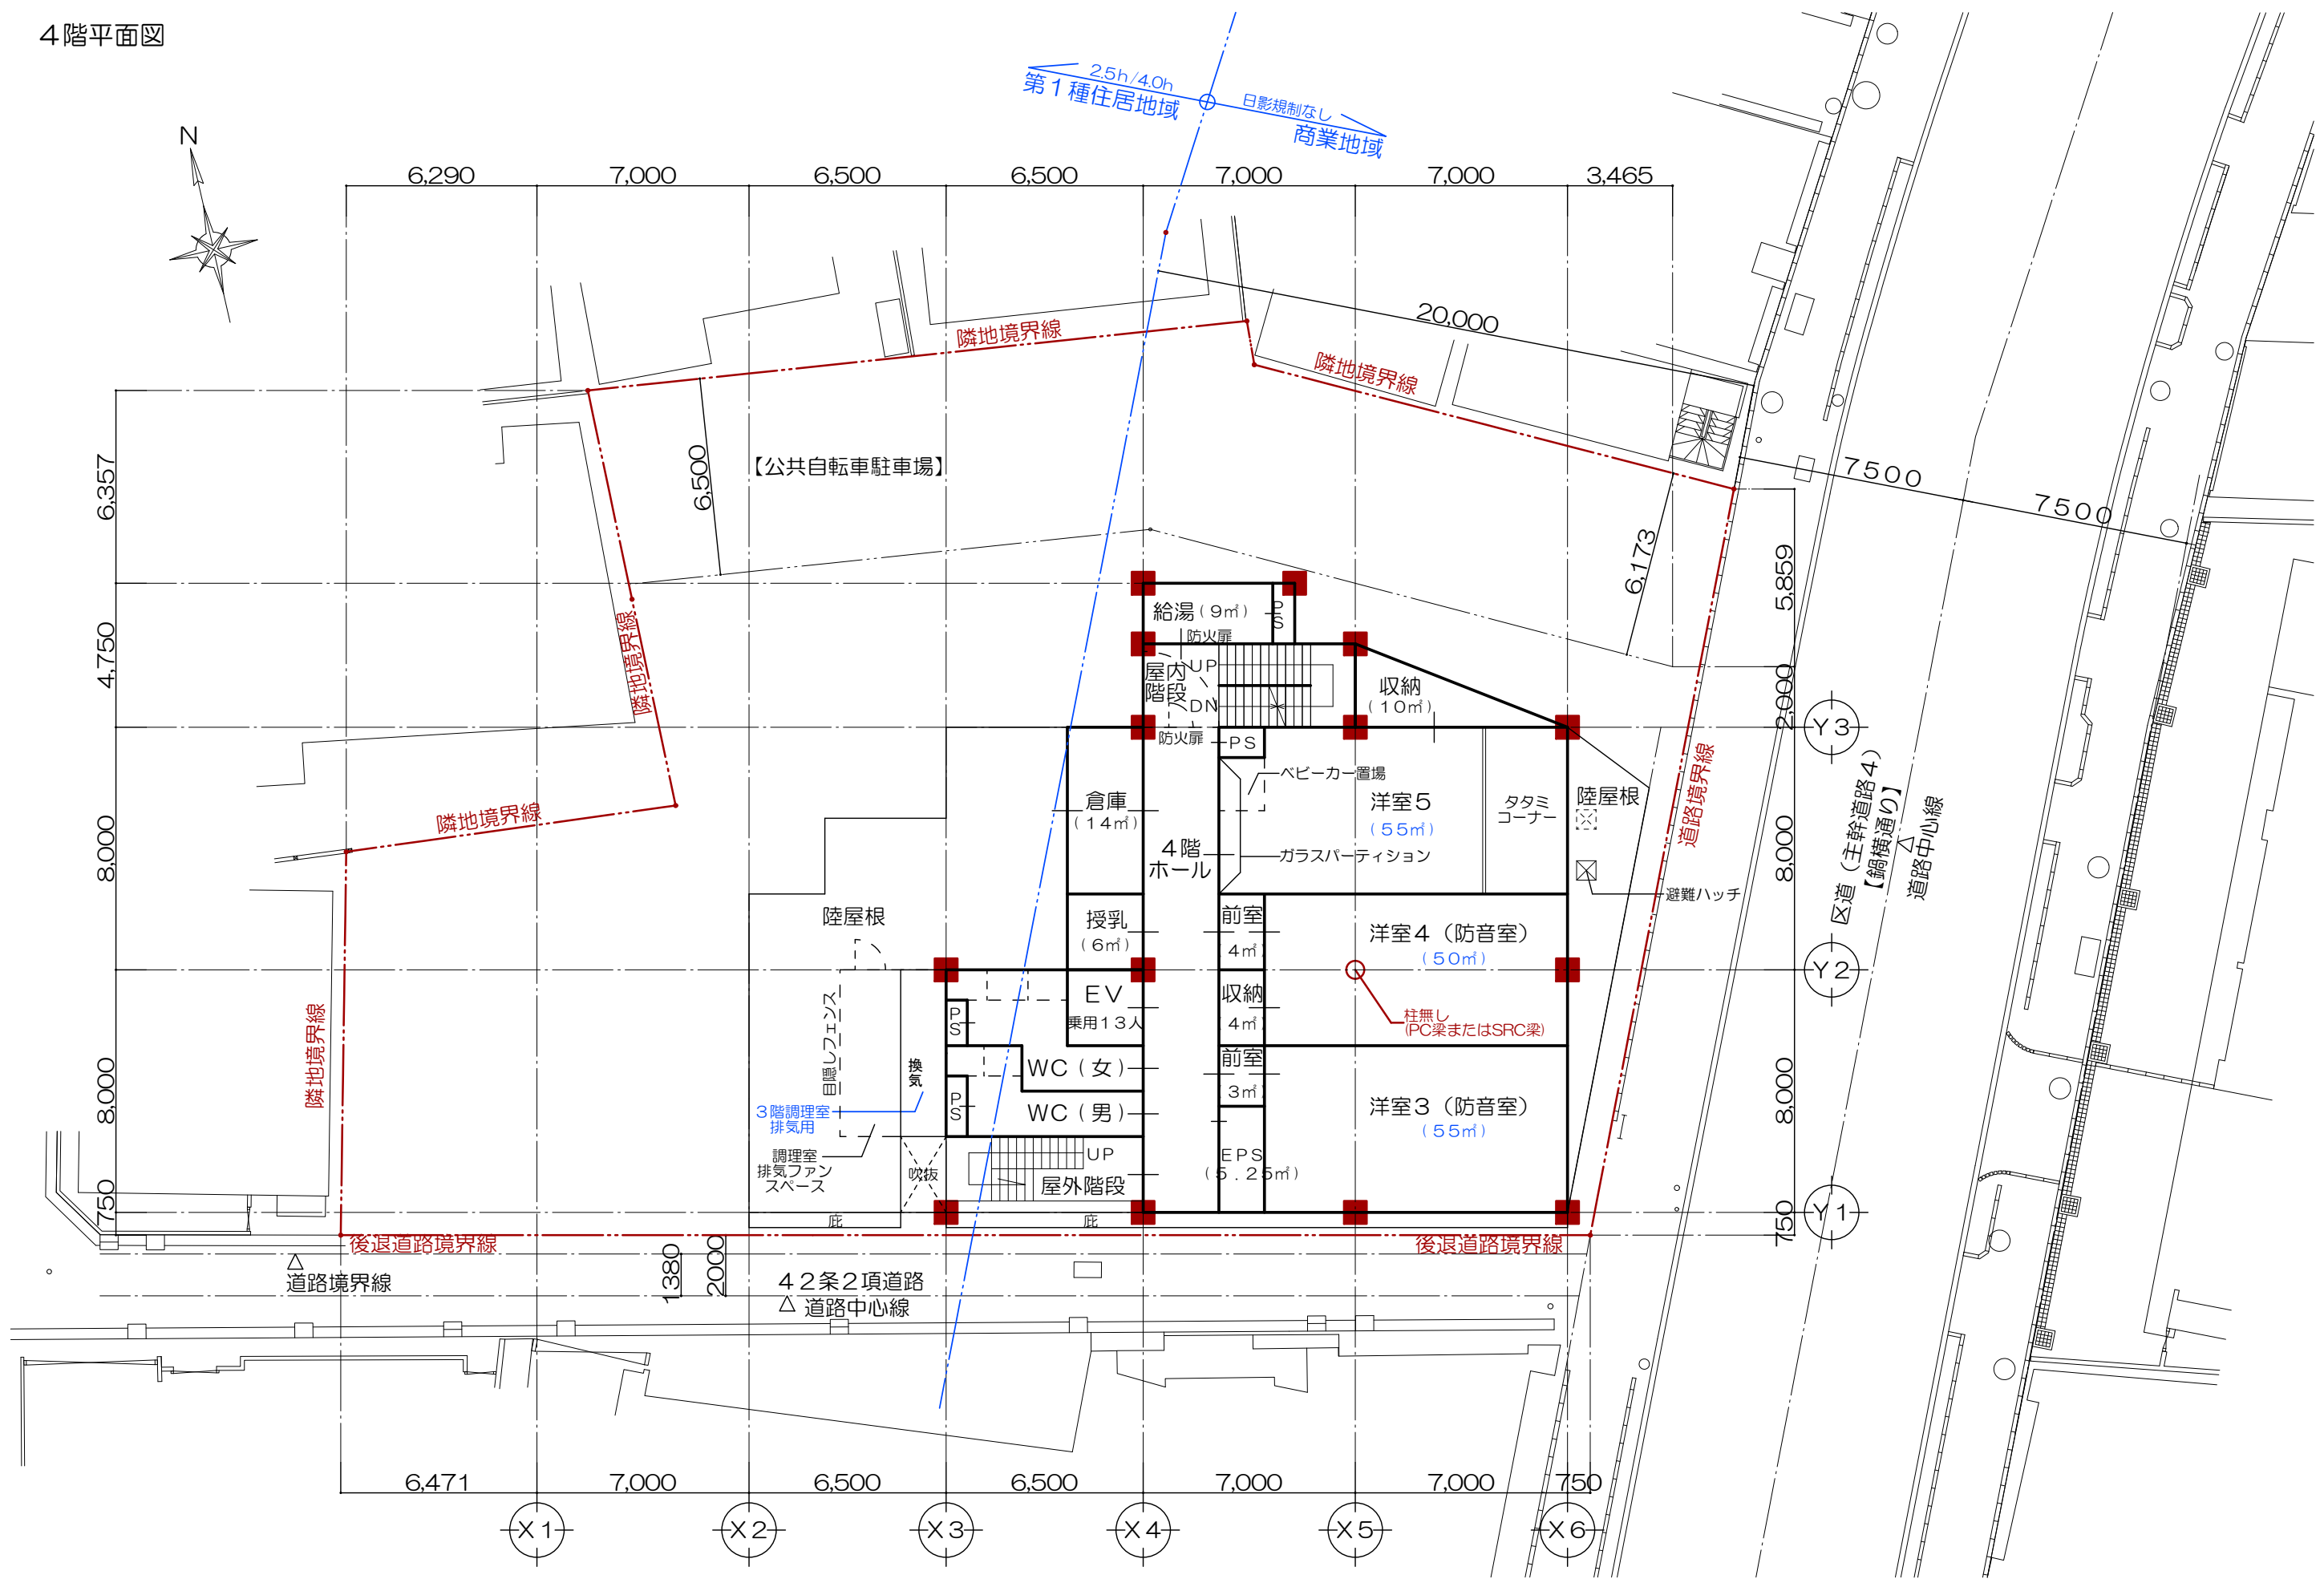 4階平面図
2.5h/4.0h
第1種住居地域
日影規制なし
商業地域
N
6,290
7,000
6,500
6,500
7,000
7,000
3,465
20,000
隣地境界線
隣地境界線
7500
7500
6,500
【公共自転車駐車場】
6,357
6,173
5,859
給湯(9㎡)
PS
防火扉
4,750
隣地境界線
屋内
階段
UP
DN
収納
(10㎡)
2,000
Y3
防火扉
PS
ベビーカー置場
道路境界線
区道(主幹道路4)
【鍋横通り】
道路中心線
倉庫
(14㎡)
洋室5
(55㎡)
タタミ
コーナー
陸屋根
隣地境界線
8,000
8,000
4階
ホール
ガラスパーティション
避難ハッチ
陸屋根
授乳
(6㎡)
前室
4㎡
洋室4(防音室)
(50㎡)
Y2
EV
乗用13人
PS
収納
4㎡
柱無し
(PC梁またはSRC梁)
隣地境界線
目隠しフェンス
換気
WC(女)
前室
3㎡
8,000
8,000
3階調理室
排気用
PS
WC(男)
洋室3(防音室)
(55㎡)
調理室
排気ファン
スペース
吹抜
UP
屋外階段
EPS
(5.25㎡)
750
庇
庇
750
Y1
後退道路境界線
後退道路境界線
道路境界線
1380
2000
42条2項道路
道路中心線
6,471
7,000
6,500
6,500
7,000
7,000
750
X1
X2
X3
X4
X5
X6